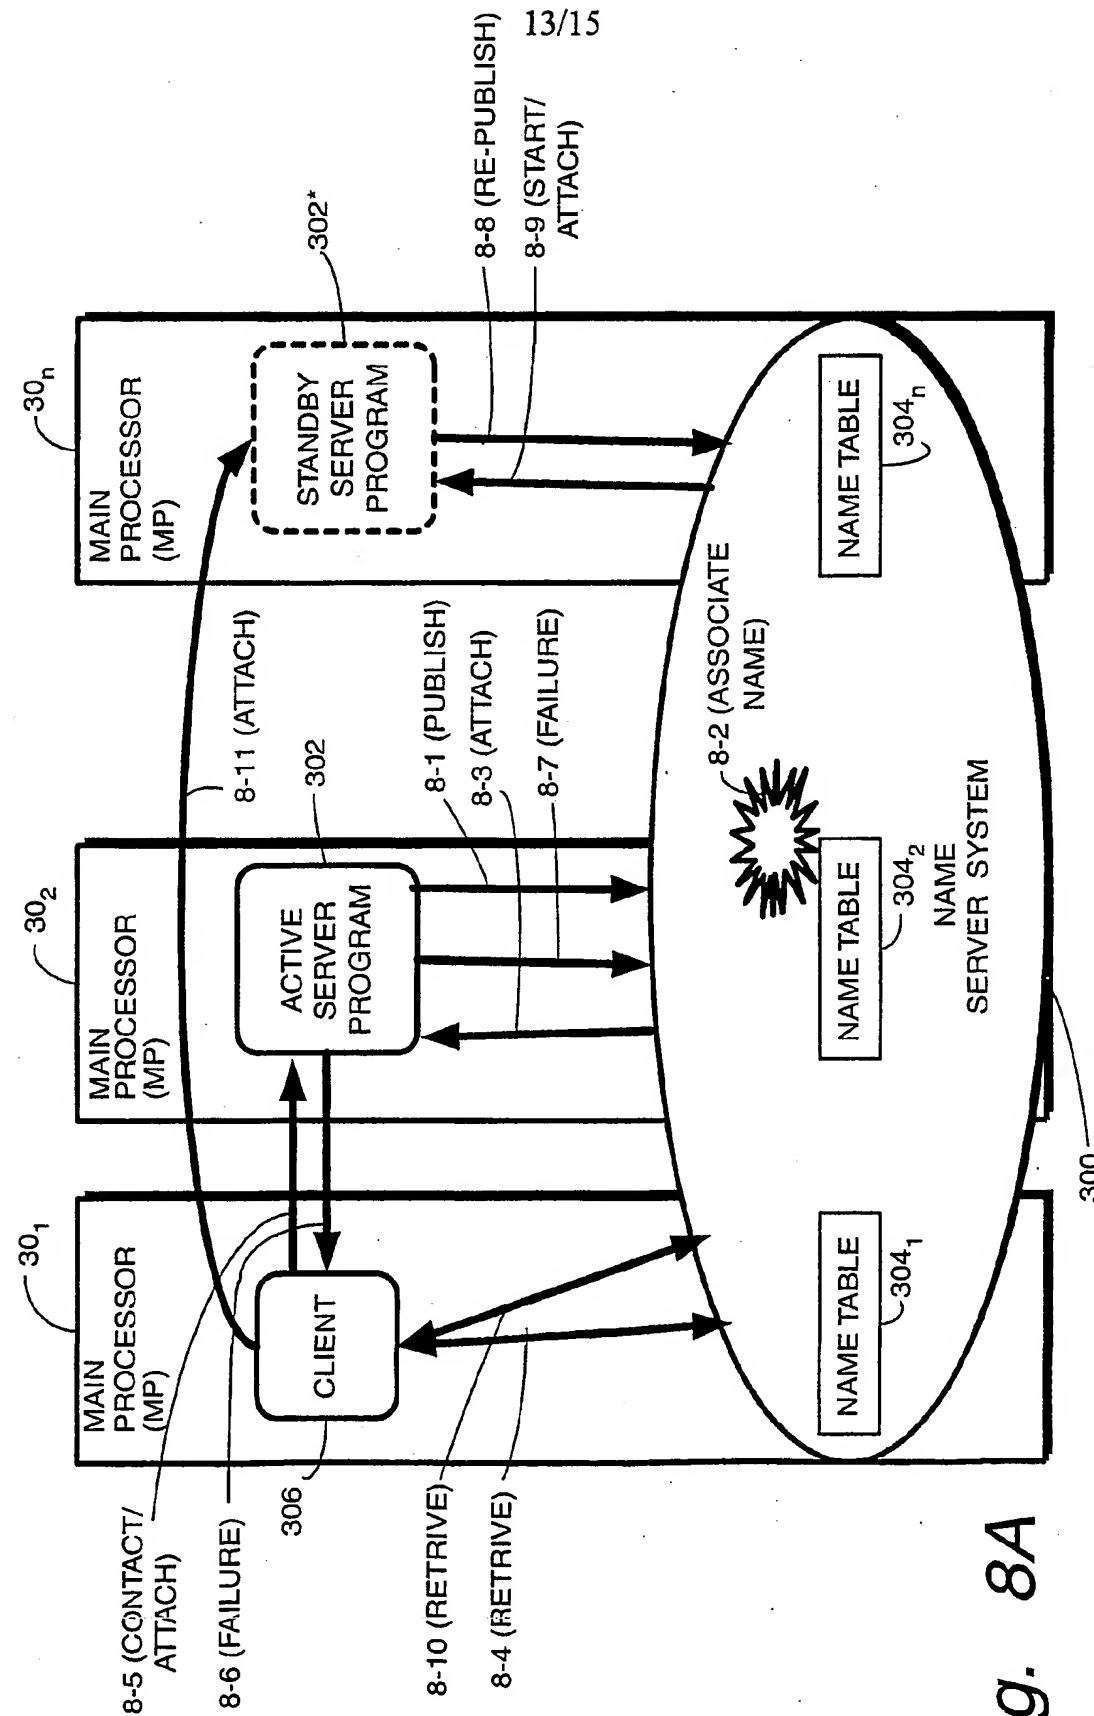 13/15
30₁
MAIN
PROCESSOR
(MP)
30₂
MAIN
PROCESSOR
(MP)
30ₙ
MAIN
PROCESSOR
(MP)
8-5 (CONTACT/
ATTACH)
8-6 (FAILURE)
306
CLIENT
8-10 (RETRIVE)
8-4 (RETRIVE)
8-11 (ATTACH)
302
ACTIVE
SERVER
PROGRAM
8-1 (PUBLISH)
8-3 (ATTACH)
8-7 (FAILURE)
302*
STANDBY
SERVER
PROGRAM
8-8 (RE-PUBLISH)
8-9 (START/
ATTACH)
8-2 (ASSOCIATE
NAME)
NAME TABLE
304₁
NAME TABLE
304₂
NAME TABLE
304ₙ
NAME
SERVER SYSTEM
300
g. 8A